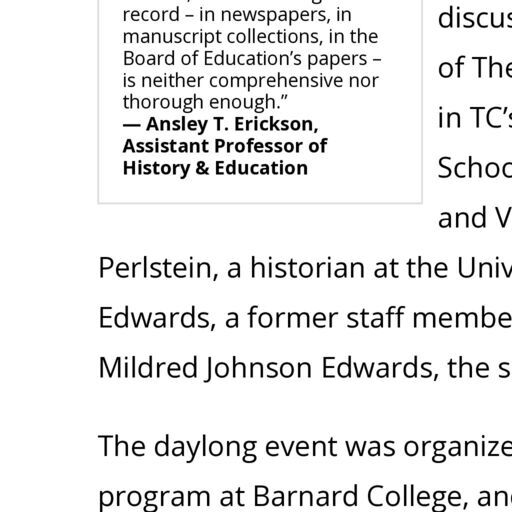 record – in newspapers, in
manuscript collections, in the
Board of Education’s papers –
is neither comprehensive nor
thorough enough.”
— Ansley T. Erickson,
Assistant Professor of
History & Education
of The
in TC’s
and V
Perlstein, a historian at the Univ
Edwards, a former staff membe
Mildred Johnson Edwards, the s
The daylong event was organize
program at Barnard College, an